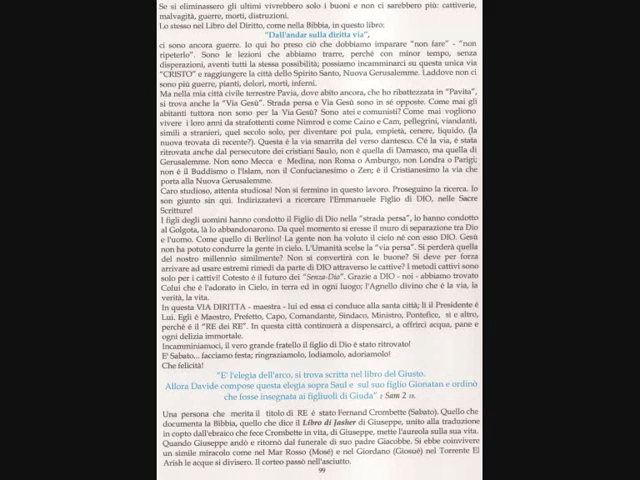 Se si eliminassero gli ultimi vivrebbero solo i buoni e non ci sarebbero più: cattiverie,
malvagità, guerre, morti, distruzioni.
Lo stesso nel Libro del Diritto, come nella Bibbia, in questo libro:
"Dall'andar sulla diritta via",
ci sono ancora guerre. Io qui ho preso ciò che dobbiamo imparare "non fare" - "non
ripeterlo". Sono le lezioni che abbiamo trarre, perché con minor tempo, senza
disperazioni, aventi tutti la stessa possibilità; possiamo incamminarci su questa unica via
"CRISTO" e raggiungere la città dello Spirito Santo, Nuova Gerusalemme. Laddove non ci
sono più guerre, pianti, dolori, morti, inferni.
Ma nella mia città civile terrestre Pavia, dove abito ancora, che ho ribattezzata in "Pavita",
si trova anche la "Via Gesù". Strada persa e Via Gesù sono in sé opposte. Come mai gli
abitanti tuttora non sono per la Via Gesù? Sono atei e comunisti? Come mai vogliono
vivere i loro anni da strafottenti come Nimrod e come Caino e Cam, pellegrini, viandanti,
simili a stranieri, quel secolo solo, per diventare poi pula, empietà, cenere, liquido, (la
nuova trovata di recente?). Questa è la via smarrita del verso dantesco. C'è la via, è stata
ritrovata anche dal persecutore dei cristiani Saulo, non è quella di Damasco, ma quella di
Gerusalemme. Non sono Mocca e Medina, non Roma o Amburgo, non Londra o Parigi;
non è il Buddismo o l'Islam, non il Confucianesimo o Zen; è il Cristianesimo la via che
porta alla Nuova Gerusalemme.
Caro studioso, attenta studiosa! Non si fermino in questo lavoro. Proseguino la ricerca. Io
son giunto sin qui. Indirizzatevi a ricercare l'Emmanuele Figlio di DIO, nelle Sacre
Scritture!
I figli degli uomini hanno condotto il Figlio di Dio nella "strada persa", lo hanno condotto
al Golgota, là lo abbandonarono. Da quel momento si eresse il muro di separazione tra Dio
e l'uomo. Come quello di Berlino! La gente non ha voluto il cielo né con esso DIO. Gesù
non ha potuto condurre la gente in cielo. L'Umanità scelse la "via persa". Si perderà quella
del nostro millennio similmente? Non si convertirà con le buone? Si deve per forza
arrivare ad usare estremi rimedi da parte di DIO attraverso le cattive? I metodi cattivi sono
solo per i cattivi! Cotesto è il futuro dei "Senza-Dio". Grazie a DIO - noi - abbiamo trovato
Colui che è l'adorato in Cielo, in terra ed in ogni luogo; l'Agnello divino che è la via, la
verità, la vita.
In questa VIA DIRITTA - maestra - lui ed essa ci conduce alla santa città; lì il Presidente è
Lui. Egli è Maestro, Prefetto, Capo, Comandante, Sindaco, Ministro, Pontefice, sì e altro,
perché è il "RE dei RE". In questa città continuerà a dispensarci, a offrirci acqua, pane e
ogni delizia immortale.
Incamminiamoci, il vero grande fratello il figlio di Dio è stato ritrovato!
E' Sabato... facciamo festa; ringraziamolo, lodiamolo, adoriamolo!
Che felicità!
"E' l'elegia dell'arco, si trova scritta nel libro del Giusto.
Allora Davide compose questa elegia sopra Saul e sul suo figlio Gionatan e ordinò
che fosse insegnata ai figliuoli di Giuda" 2 Sam 2 18.
Una persona che merita il titolo di RE è stato Fernand Crombette (Sabato). Quello che
documenta la Bibbia, quello che dice il Libro di Jasher di Giuseppe, unito alla traduzione
in copto dall'ebraico che fece Crombette in vita, di Giuseppe, mette l'aureola sulla sua vita.
Quando Giuseppe andò e ritornò dal funerale di suo padre Giacobbe. Si ebbe coinvolere
un simile miracolo come nel Mar Rosso (Mosé) e nel Giordano (Giosué) nel Torrente El
Arish le acque si divisero. Il corteo passò nell'asciutto.
99